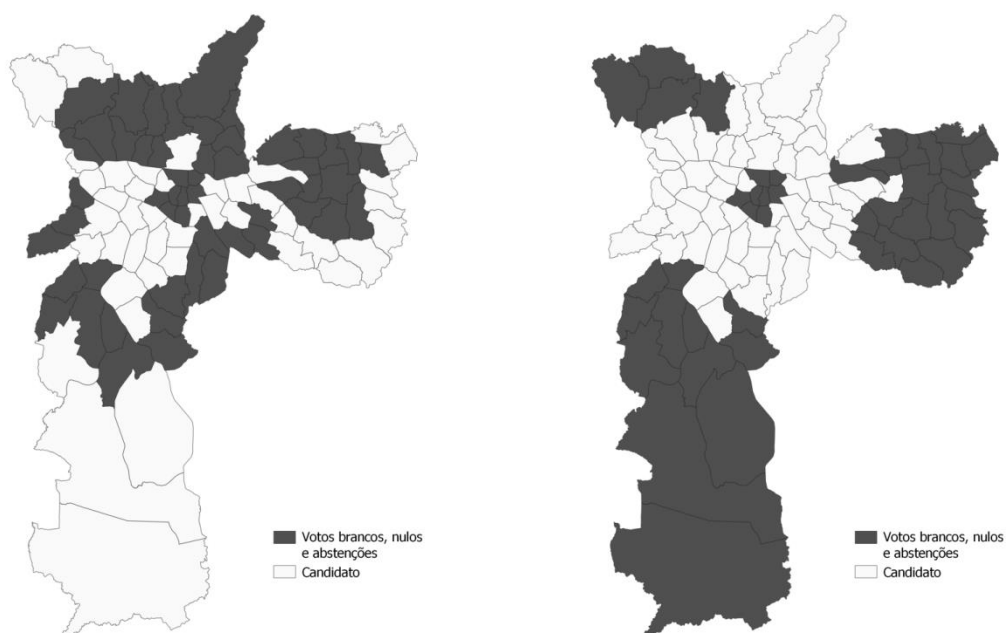 Votos brancos, nulos
e abstenções
Candidato
Votos brancos, nulos
e abstenções
Candidato